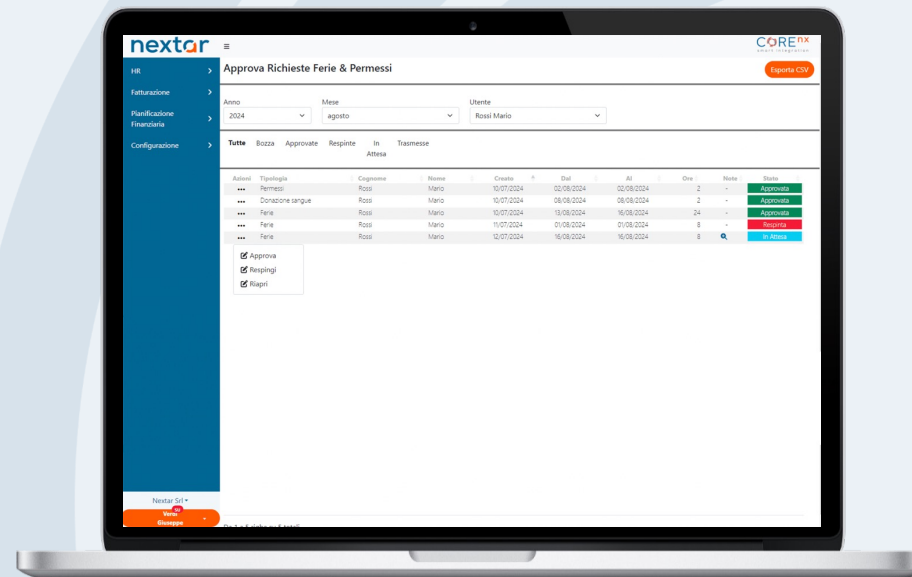 nextar
≡
COREnx
smart integration
HR
Fatturazione
Pianificazione
Finanziaria
Configurazione
Approva Richieste Ferie & Permessi
Esporta CSV
Anno Mese Utente
2024 agosto Rossi Mario
Tutte Bozza Approvate Respinte In Attesa Trasmesse
Azioni Tipologia Cognome Nome Creato Dal Al Ore Note Stato
••• Permessi Rossi Mario 10/07/2024 02/08/2024 02/08/2024 2 - Approvata
••• Donazione sangue Rossi Mario 10/07/2024 08/08/2024 08/08/2024 2 - Approvata
••• Ferie Rossi Mario 10/07/2024 13/08/2024 16/08/2024 24 - Approvata
••• Ferie Rossi Mario 11/07/2024 01/08/2024 01/08/2024 8 - Respinta
••• Ferie Rossi Mario 12/07/2024 16/08/2024 16/08/2024 8 In Attesa
Approva
Respingi
Riapri
Nextar Srl
SU
Verdi
Giuseppe